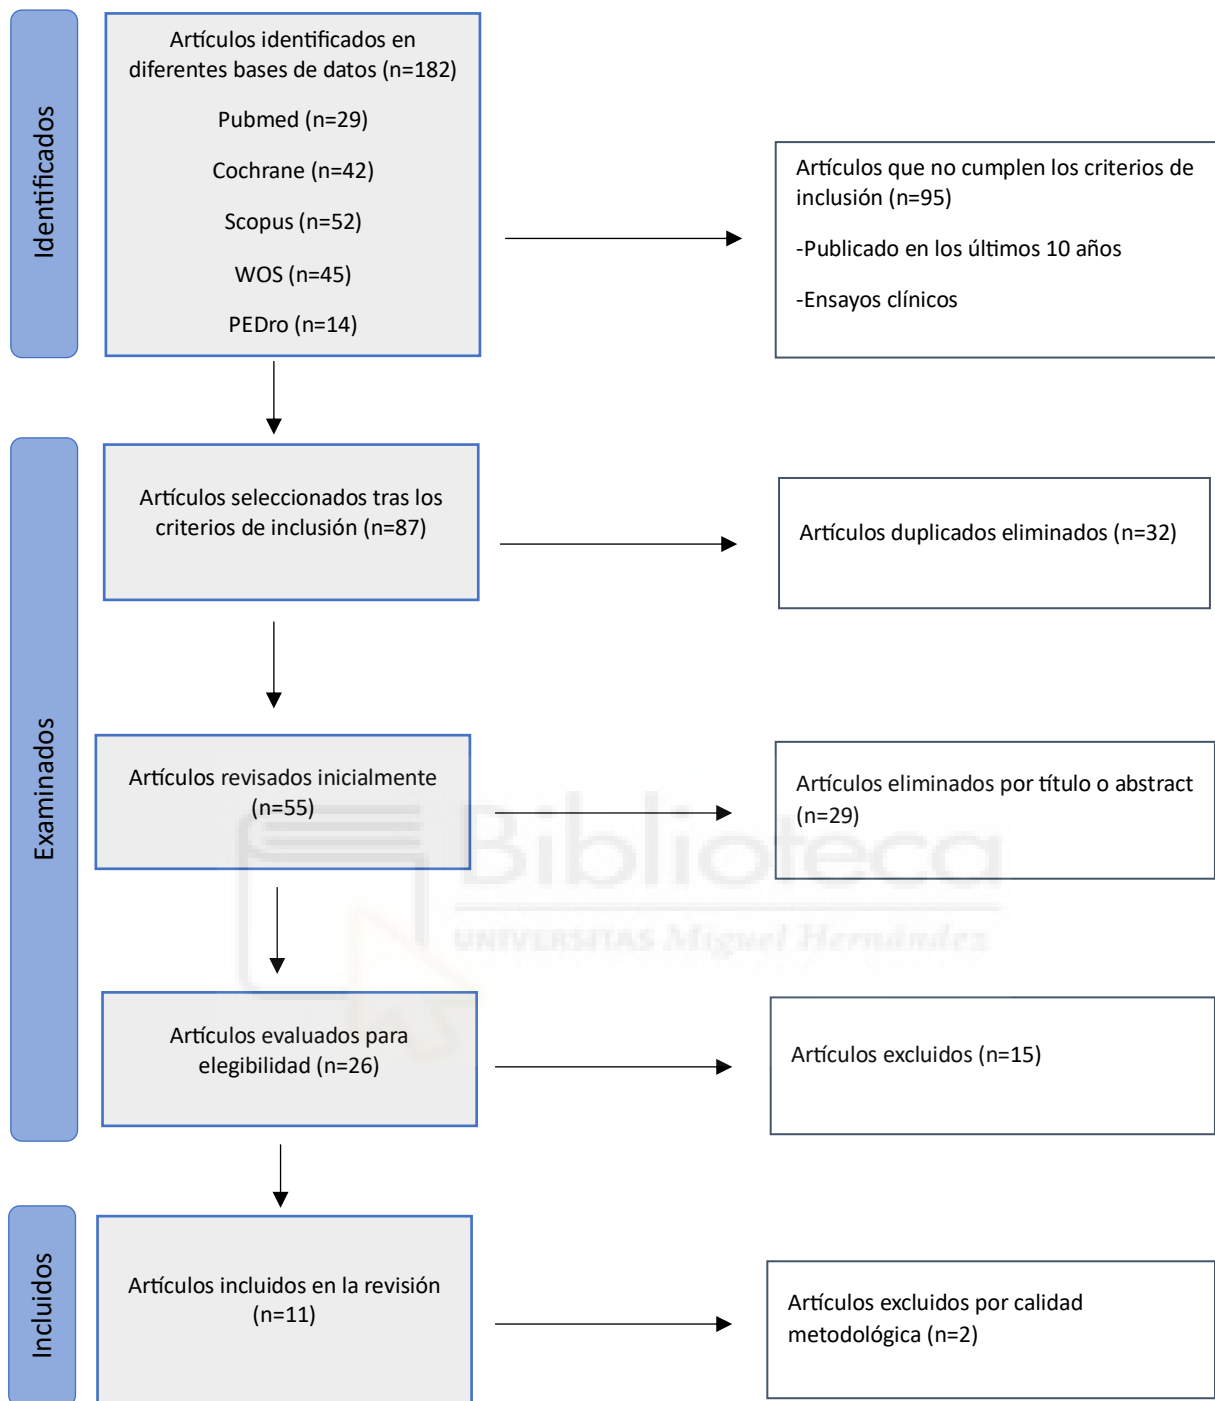 Identificados
Artículos identificados en
diferentes bases de datos (n=182)
Pubmed (n=29)
Cochrane (n=42)
Scopus (n=52)
WOS (n=45)
PEDro (n=14)
Artículos que no cumplen los criterios de
inclusión (n=95)
-Publicado en los últimos 10 años
-Ensayos clínicos
Examinados
Artículos seleccionados tras los
criterios de inclusión (n=87)
Artículos duplicados eliminados (n=32)
Artículos revisados inicialmente
(n=55)
Artículos eliminados por título o abstract
(n=29)
Biblioteca
UNIVERSITAS Miguel Hernández
Artículos evaluados para
elegibilidad (n=26)
Artículos excluidos (n=15)
Incluidos
Artículos incluidos en la revisión
(n=11)
Artículos excluidos por calidad
metodológica (n=2)